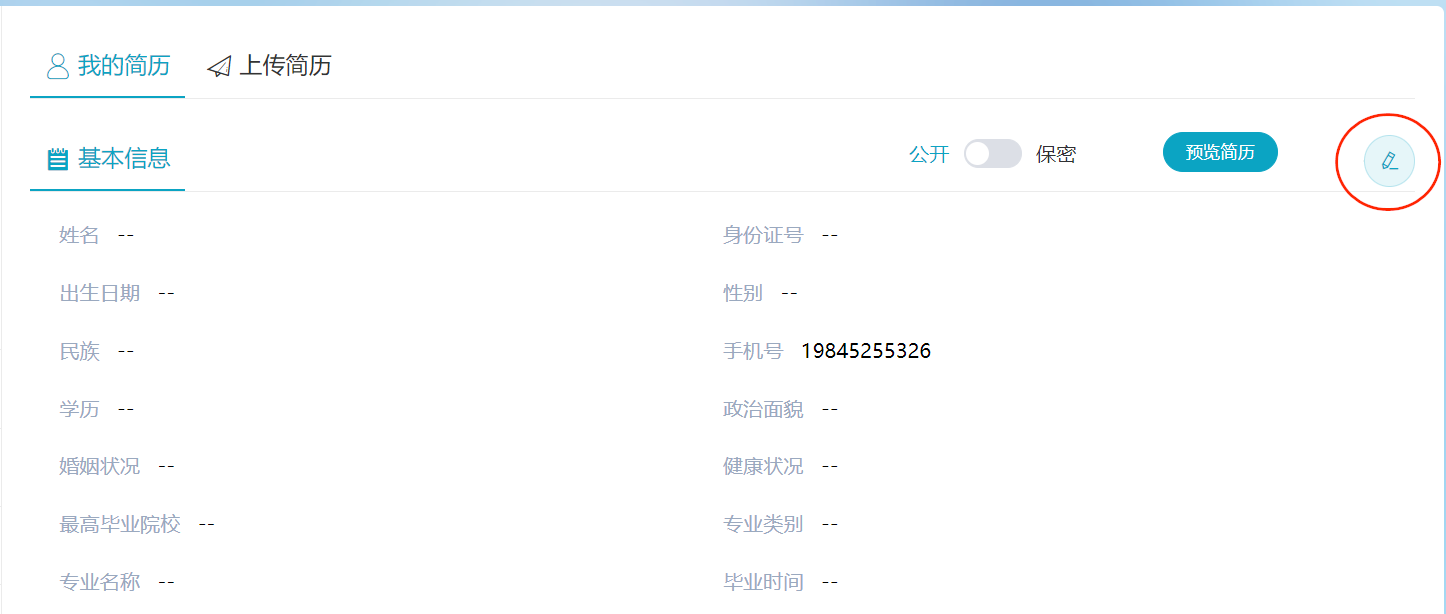 我的简历 上传简历
基本信息 公开 保密 预览简历
姓名 -- 身份证号 --
出生日期 -- 性别 --
民族 -- 手机号 19845255326
学历 -- 政治面貌 --
婚姻状况 -- 健康状况 --
最高毕业院校 -- 专业类别 --
专业名称 -- 毕业时间 --